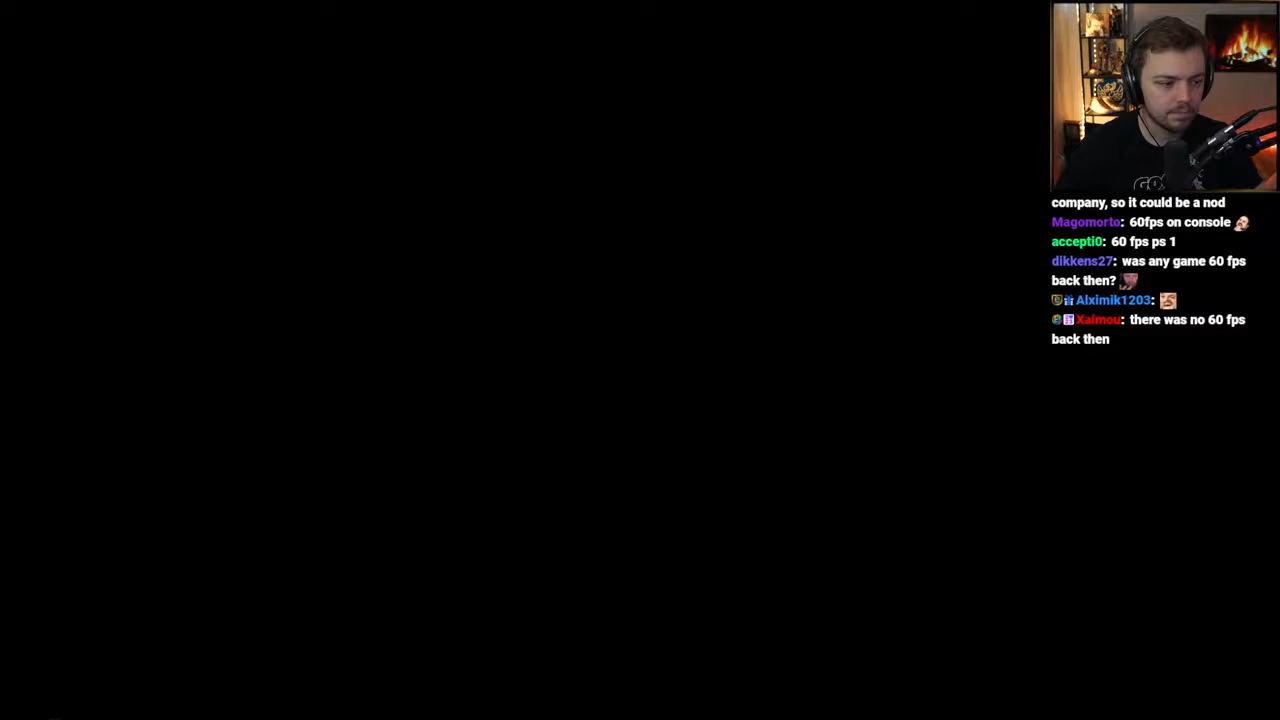 company, so it could be a nod
Magomorto: 60fps on console
accepti0: 60 fps ps 1
dikkens27: was any game 60 fps
back then?
Alximik1203:
Xalmou: there was no 60 fps
back then